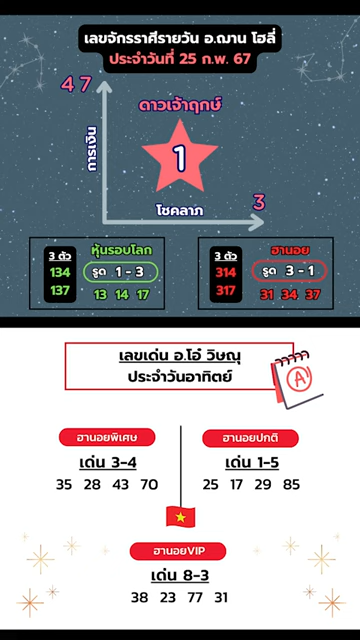 เลขจักรราศีรายวัน อ.ฌาน โฮลี่
ประจำวันที่ 25 ก.พ. 67
4 7
ดาวเจ้าฤกษ์
1
การเงิน
โชคลาภ
3
3 ตัว
134
137
หุ้นรอบโลก
รูด 1 - 3
13 14 17
3 ตัว
314
317
ฮานอย
รูด 3 - 1
31 34 37
เลขเด่น อ.โอ๋ วิษณุ
ประจำวันอาทิตย์
A
ฮานอยพิเศษ
เด่น 3-4
35 28 43 70
ฮานอยปกติ
เด่น 1-5
25 17 29 85
ฮานอยVIP
เด่น 8-3
38 23 77 31